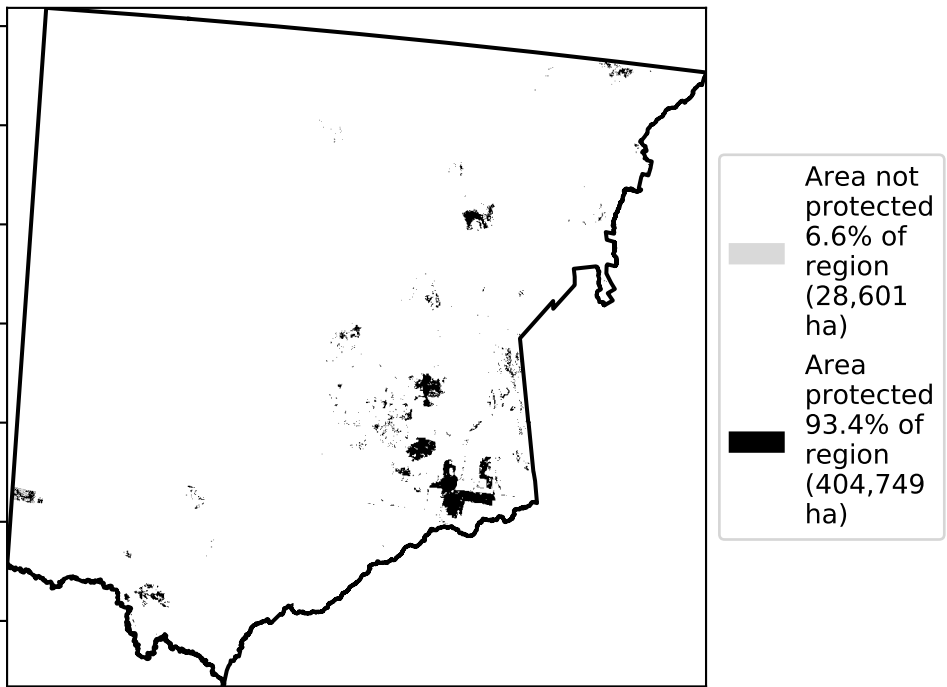 Area not
protected
6.6% of
region
(28,601
ha)
Area
protected
93.4% of
region
(404,749
ha)